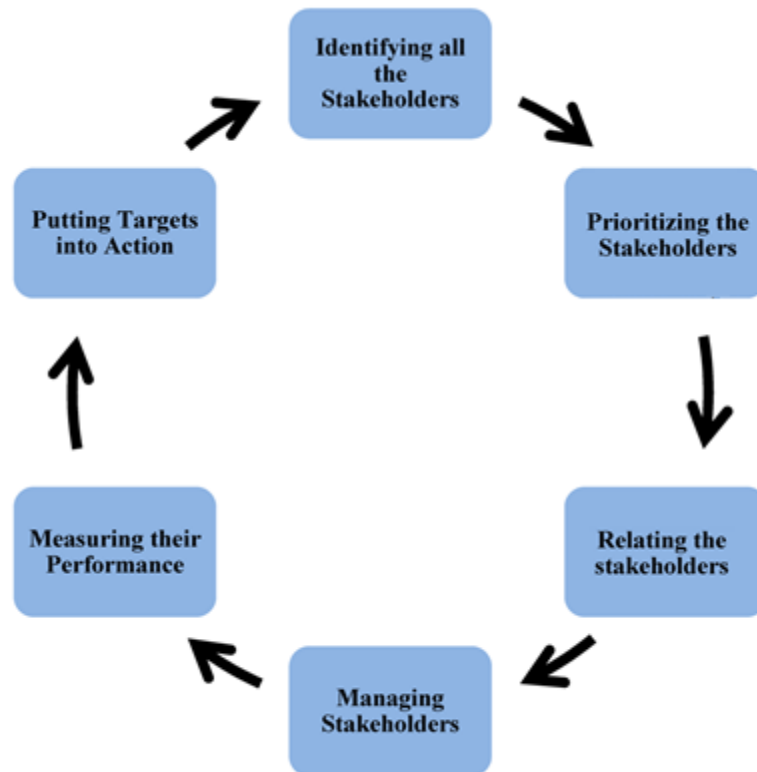 Identifying all
the
Stakeholders
Prioritizing the
Stakeholders
Relating the
stakeholders
Managing
Stakeholders
Measuring their
Performance
Putting Targets
into Action